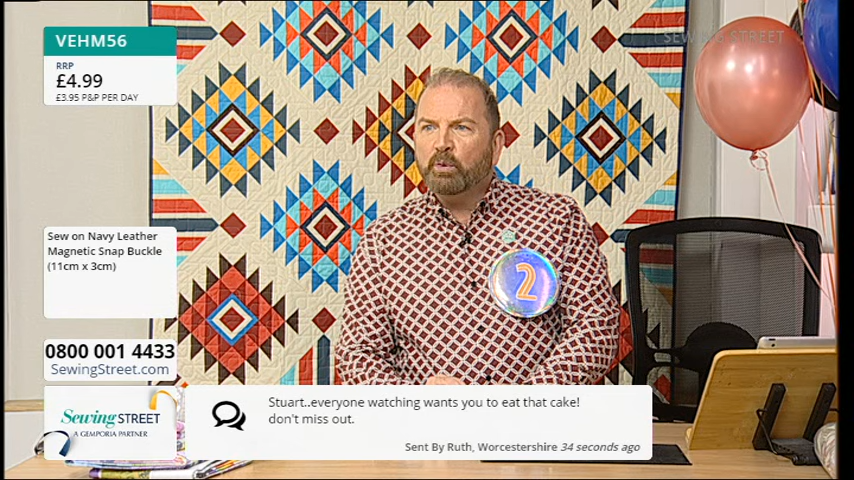 VEHM56
RRP
£4.99
£3.95 P&P PER DAY
SEWING STREET
2
Sew on Navy Leather
Magnetic Snap Buckle
(11cm x 3cm)
0800 001 4433
SewingStreet.com
Sewing STREET
A GEMPORIA PARTNER
Stuart..everyone watching wants you to eat that cake!
don't miss out.
Sent By Ruth, Worcestershire 34 seconds ago